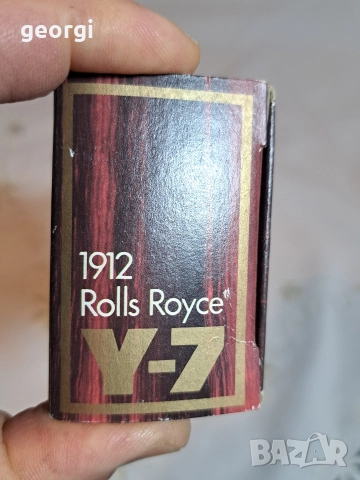 georgi
1912
Rolls Royce"
Y-7
BAZAR